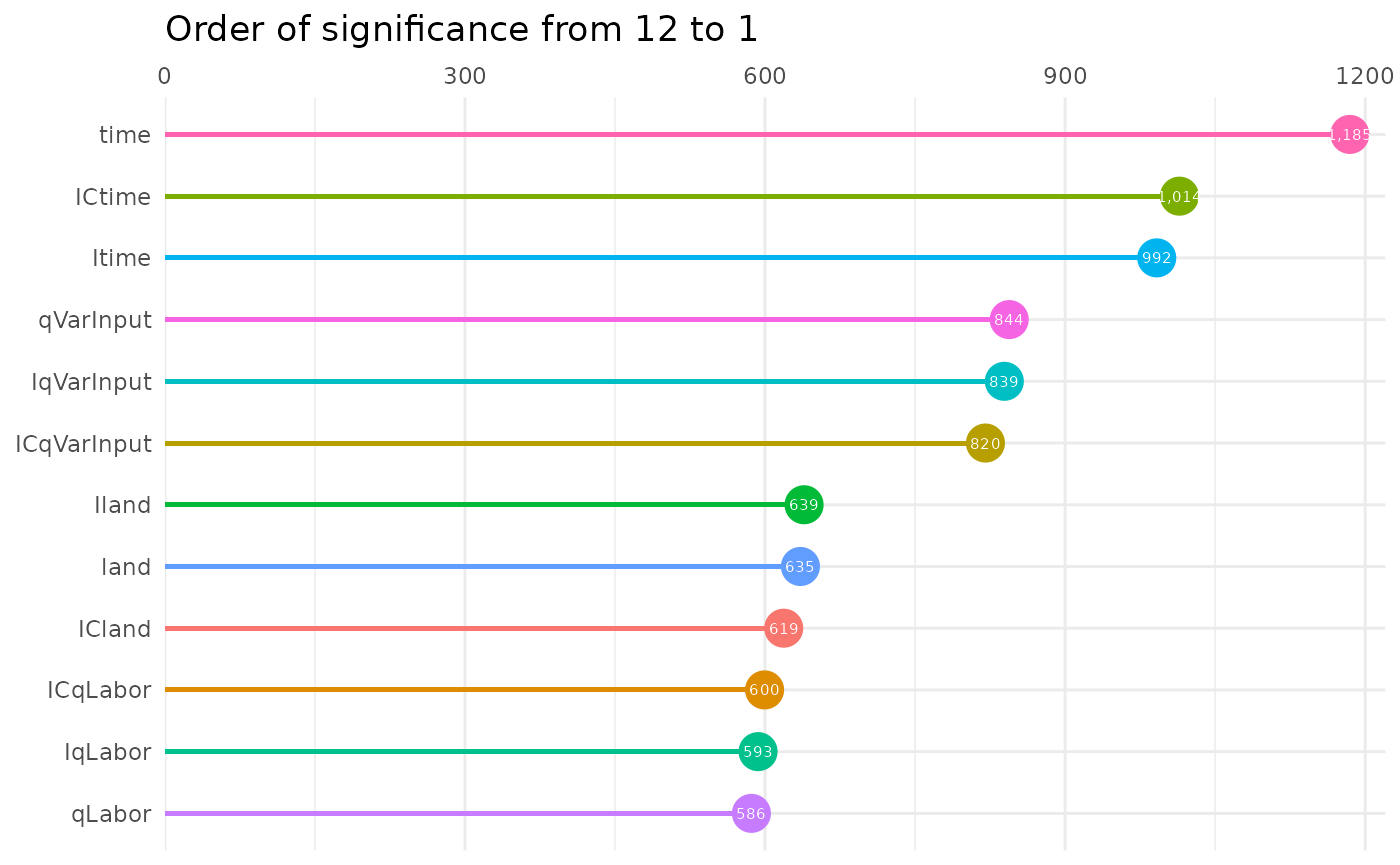 Order of significance from 12 to 1
0 300 600 900 1200
time 1,185
ICtime 1,014
Itime 992
qVarInput 844
IqVarInput 839
ICqVarInput 820
Iland 639
land 635
ICland 619
ICqLabor 600
IqLabor 593
qLabor 586